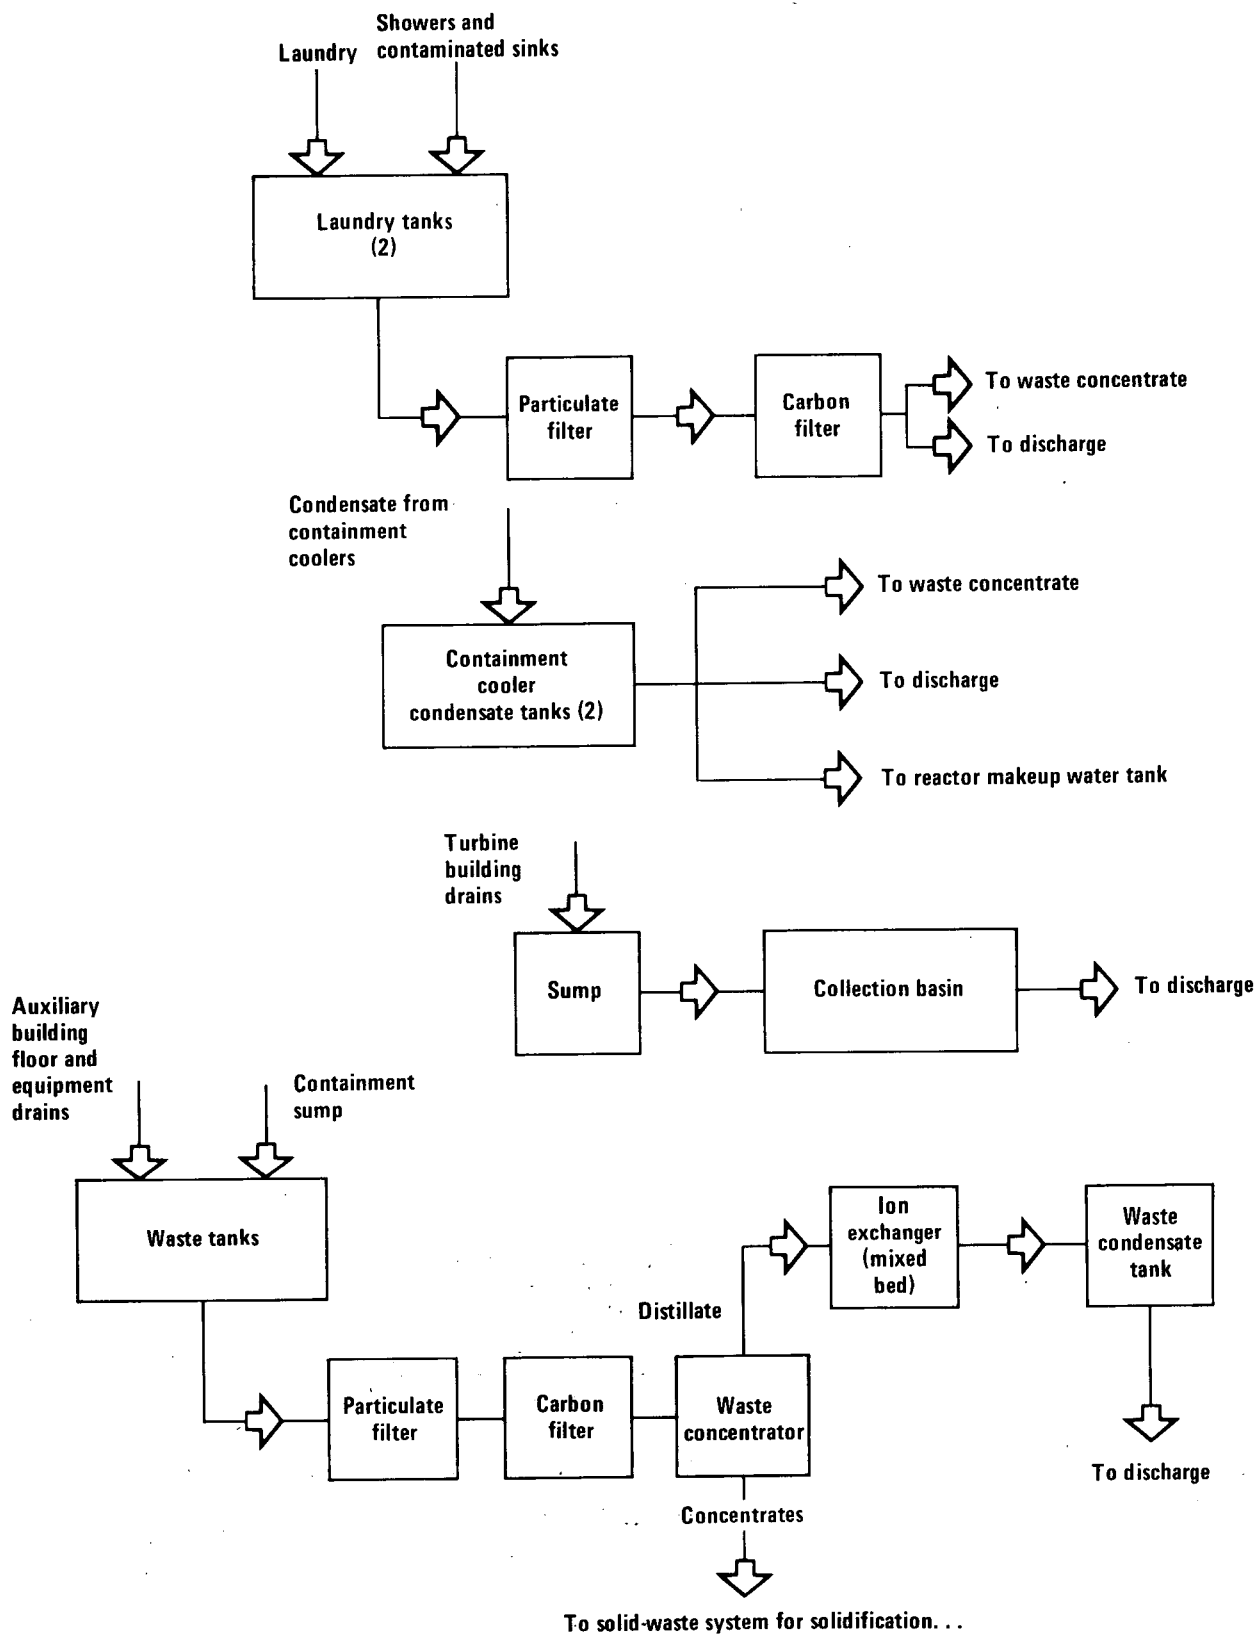 Showers and
contaminated sinks
Laundry
Laundry tanks
(2)
Particulate
filter
Carbon
filter
To waste concentrate
To discharge
Condensate from
containment
coolers
Containment
cooler
condensate tanks (2)
To waste concentrate
To discharge
To reactor makeup water tank
Turbine
building
drains
Sump
Collection basin
To discharge
Auxiliary
building
floor and
equipment
drains
Containment
sump
Waste tanks
Particulate
filter
Carbon
filter
Waste
concentrator
Distillate
Ion
exchanger
(mixed
bed)
Waste
condensate
tank
To discharge
Concentrates
To solid-waste system for solidification. . .